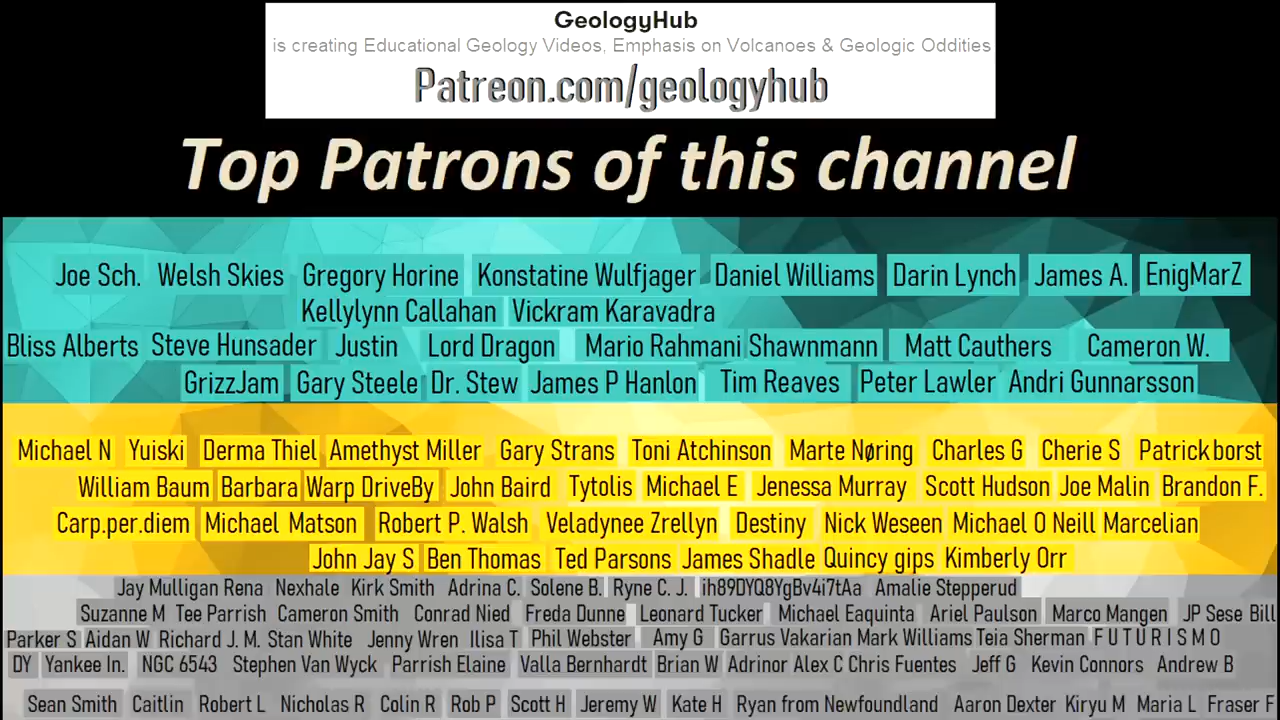 GeologyHub
is creating Educational Geology Videos, Emphasis on Volcanoes & Geologic Oddities
Patreon.com/geologyhub
Top Patrons of this channel
Joe Sch. Welsh Skies Gregory Horine Konstatine Wulfjager Daniel Williams Darin Lynch James A. EnigMarZ
Kellylynn Callahan Vickram Karavadra
Bliss Alberts Steve Hunsader Justin Lord Dragon Mario Rahmani Shawnmann Matt Cauthers Cameron W.
GrizzJam Gary Steele Dr. Stew James P Hanlon Tim Reaves Peter Lawler Andri Gunnarsson
Michael N Yuiski Derma Thiel Amethyst Miller Gary Strans Toni Atchinson Marte Nøring Charles G Cherie S Patrick borst
William Baum Barbara Warp DriveBy John Baird Tytolis Michael E Jenessa Murray Scott Hudson Joe Malin Brandon F.
Carp.per.diem Michael Matson Robert P. Walsh Veladynee Zrellyn Destiny Nick Weseen Michael O Neill Marcelian
John Jay S Ben Thomas Ted Parsons James Shadle Quincy gips Kimberly Orr
Jay Mulligan Rena Nexhale Kirk Smith Adrina C. Solene B. Ryne C. J. ih89DYQ8YgBv4i7tAa Amalie Stepperud
Suzanne M Tee Parrish Cameron Smith Conrad Nied Freda Dunne Leonard Tucker Michael Eaquinta Ariel Paulson Marco Mangen JP Sese Bill
Parker S Aidan W Richard J. M. Stan White Jenny Wren Ilisa T Phil Webster Amy G Garrus Vakarian Mark Williams Teia Sherman F U T U R I S M O
DY Yankee In. NGC 6543 Stephen Van Wyck Parrish Elaine Valla Bernhardt Brian W Adrinor Alex C Chris Fuentes Jeff G Kevin Connors Andrew B
Sean Smith Caitlin Robert L Nicholas R Colin R Rob P Scott H Jeremy W Kate H Ryan from Newfoundland Aaron Dexter Kiryu M Maria L Fraser F